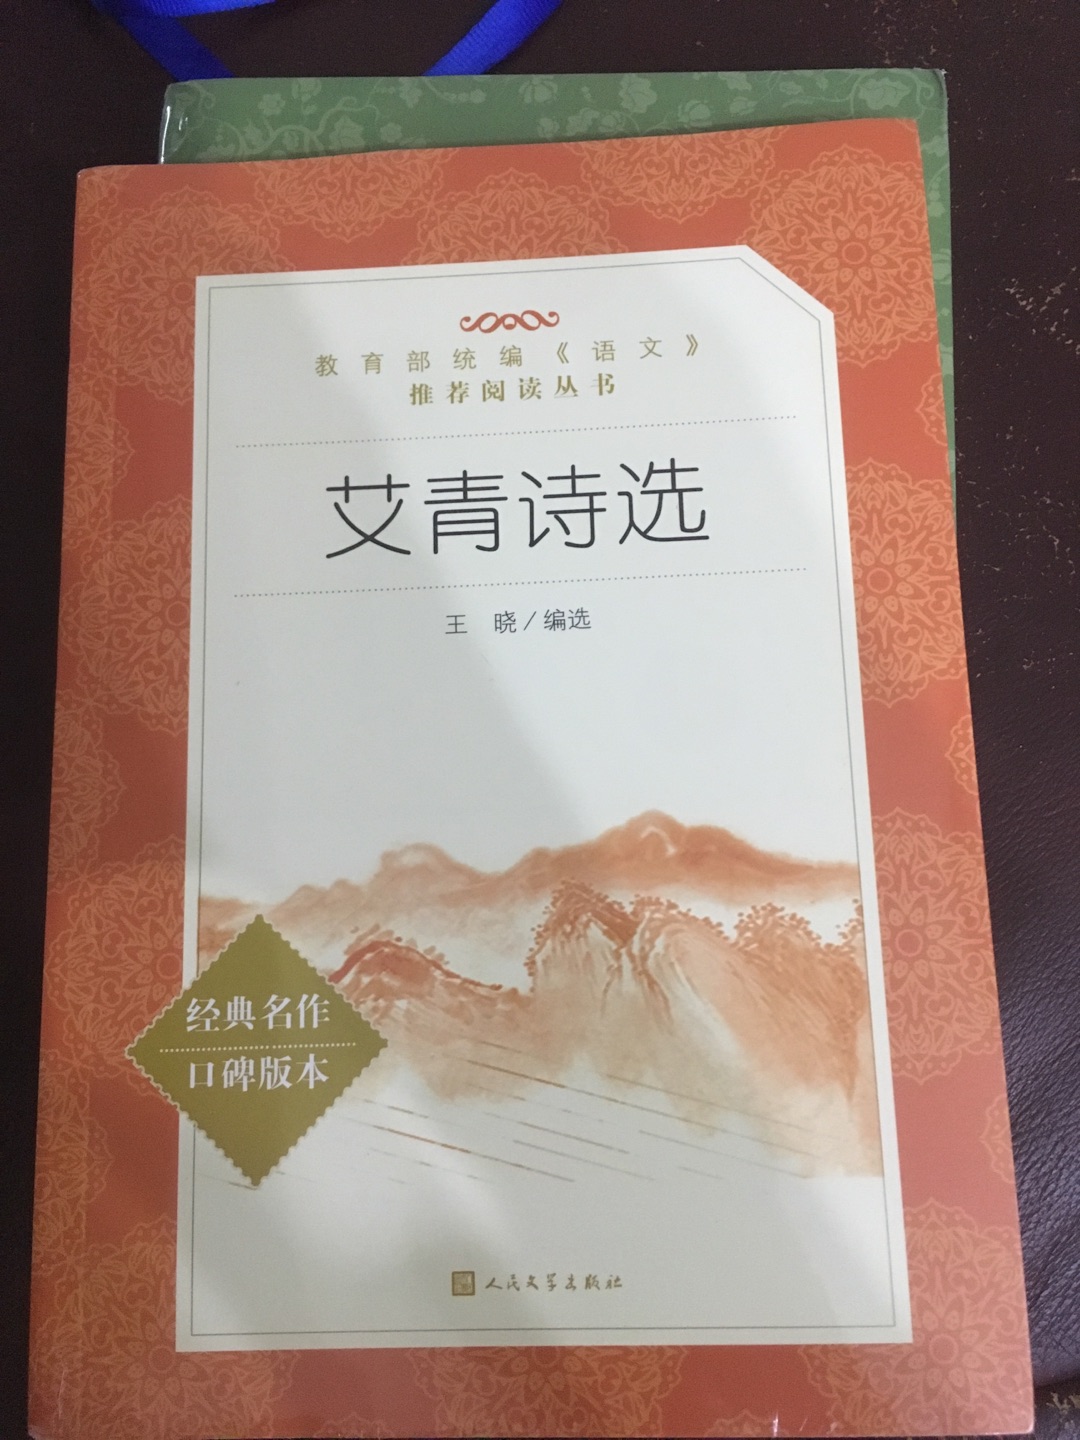 教育部统编《语文》
推荐阅读丛书
艾青诗选
王 晓/编选
经典名作
口碑版本
人民文学出版社